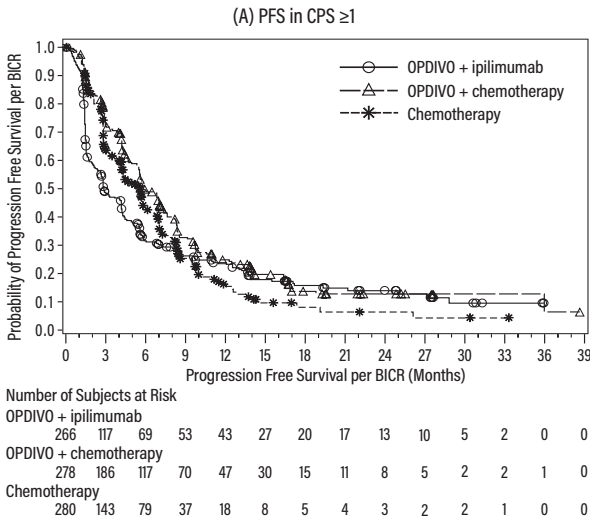 (A) PFS in CPS ≥1
Probability of Progression Free Survival per BICR
1.0
0.9
0.8
0.7
0.6
0.5
0.4
0.3
0.2
0.1
0.0
OPDIVO + ipilimumab
OPDIVO + chemotherapy
Chemotherapy
0 3 6 9 12 15 18 21 24 27 30 33 36 39
Progression Free Survival per BICR (Months)
Number of Subjects at Risk
OPDIVO + ipilimumab
266 117 69 53 43 27 20 17 13 10 5 2 0 0
OPDIVO + chemotherapy
278 186 117 70 47 30 15 11 8 5 2 2 1 0
Chemotherapy
280 143 79 37 18 8 5 4 3 2 2 1 0 0